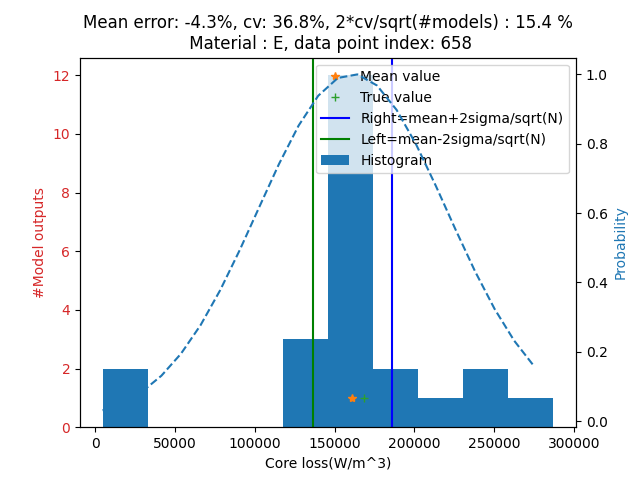 Mean error: -4.3%, cv: 36.8%, 2*cv/sqrt(#models) : 15.4 %
Material : E, data point index: 658
12
10
8
6
4
2
0
#Model outputs
Mean value
True value
Right=mean+2sigma/sqrt(N)
Left=mean-2sigma/sqrt(N)
Histogram
1.0
0.8
0.6
0.4
0.2
0.0
Probability
0 50000 100000 150000 200000 250000 300000
Core loss(W/m^3)